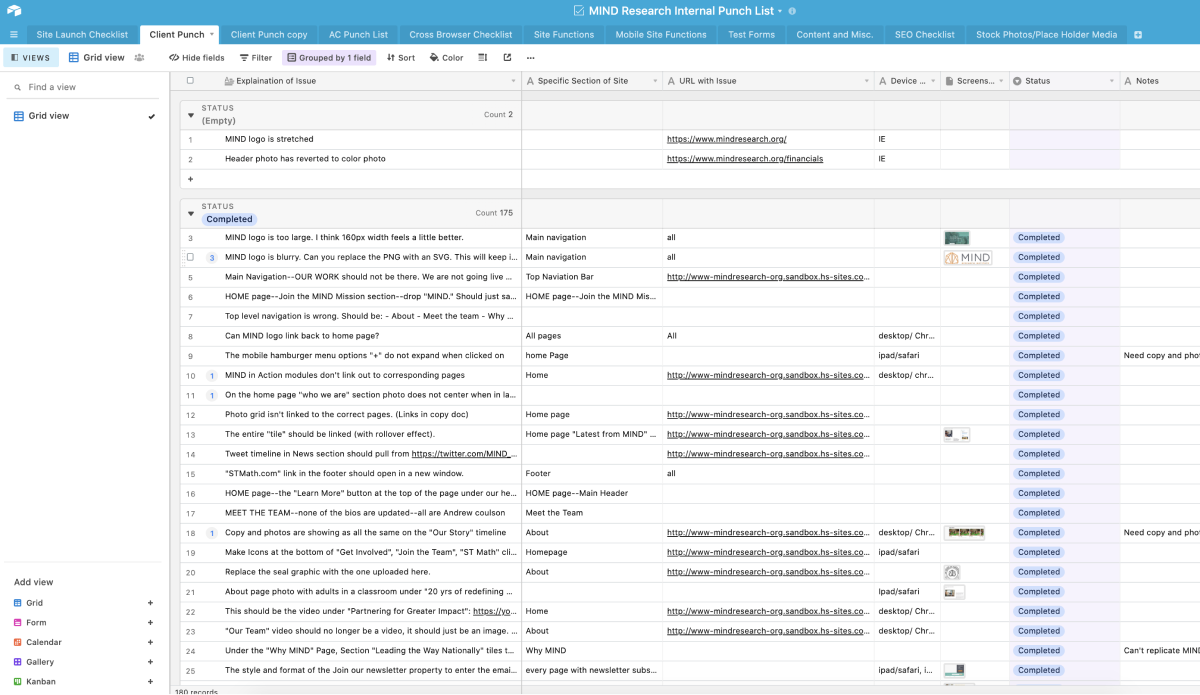 MIND Research Internal Punch List
Site Launch Checklist
Client Punch
Client Punch copy
AC Punch List
Cross Browser Checklist
Site Functions
Mobile Site Functions
Test Forms
Content and Misc.
SEO Checklist
Stock Photos/Place Holder Media
VIEWS
Grid view
Hide fields
Filter
Grouped by 1 field
Sort
Color
...
Find a view
Grid view
Explanation of Issue
Specific Section of Site
URL with Issue
Device ...
Screens...
Status
Notes
STATUS
(Empty)
Count 2
1 MIND logo is stretched https://www.mindresearch.org/ IE
2 Header photo has reverted to color photo https://www.mindresearch.org/financials IE
+
STATUS
Completed
Count 175
3 MIND logo is too large. I think 160px width feels a little better. Main navigation all Completed
3 MIND logo is blurry. Can you replace the PNG with an SVG. This will keep i... Main navigation all MIND Completed
5 Main Navigation--OUR WORK should not be there. We are not going live ... Top Naviation Bar http://www-mindresearch-org.sandbox.hs-sites.co... Completed
6 HOME page--Join the MIND Mission section--drop "MIND." Should just sa... HOME page--Join the MIND Mis... Completed
7 Top level navigation is wrong. Should be: - About - Meet the team - Why ... Completed
8 Can MIND logo link back to home page? All pages All desktop/ Chr... Completed
9 The mobile hamburger menu options "+" do not expand when clicked on home Page ipad/safari Completed Need copy and pho
10 1 MIND in Action modules don't link out to corresponding pages Home http://www-mindresearch-org.sandbox.hs-sites.co... desktop/ chr... Completed
11 1 On the home page "who we are" section photo does not center when in la... Completed
12 Photo grid isn't linked to the correct pages. (Links in copy doc) Home page http://www-mindresearch-org.sandbox.hs-sites.co... Completed
13 The entire "tile" should be linked (with rollover effect). Home page "Latest from MIND" ... http://www-mindresearch-org.sandbox.hs-sites.co... Completed
14 Tweet timeline in News section should pull from https://twitter.com/MIND_... http://www-mindresearch-org.sandbox.hs-sites.co... Completed
15 "STMath.com" link in the footer should open in a new window. Footer all Completed
16 HOME page--the "Learn More" button at the top of the page under our he... HOME page--Main Header Completed
17 MEET THE TEAM--none of the bios are updated--all are Andrew coulson Meet the Team Completed
18 1 Copy and photos are showing as all the same on the "Our Story" timeline About http://www-mindresearch-org.sandbox.hs-sites.co... desktop/ Chr... Completed Need copy and pho
19 Make Icons at the bottom of "Get Involved", "Join the Team", "ST Math" cli... Homepage http://www-mindresearch-org.sandbox.hs-sites.co... ipad/safari Completed
20 Replace the seal graphic with the one uploaded here. About http://www-mindresearch-org.sandbox.hs-sites.co... Completed
21 About page photo with adults in a classroom under "20 yrs of redefining ... Ipad/safari Completed
22 This should be the video under "Partnering for Greater Impact": https://yo... Home http://www-mindresearch-org.sandbox.hs-sites.co... desktop/ Chr... Completed
23 "Our Team" video should no longer be a video, it should just be an image. ... About http://www-mindresearch-org.sandbox.hs-sites.co... desktop/ Chr... Completed
24 Under the "Why MIND" Page, Section "Leading the Way Nationally" tiles t... Why MIND Completed Can't replicate MIND
25 The style and format of the Join our newsletter property to enter the emai... every page with newsletter subs... ipad/safari, i... Completed
180 records
Add view
Grid +
Form +
Calendar +
Gallery +
Kanban +